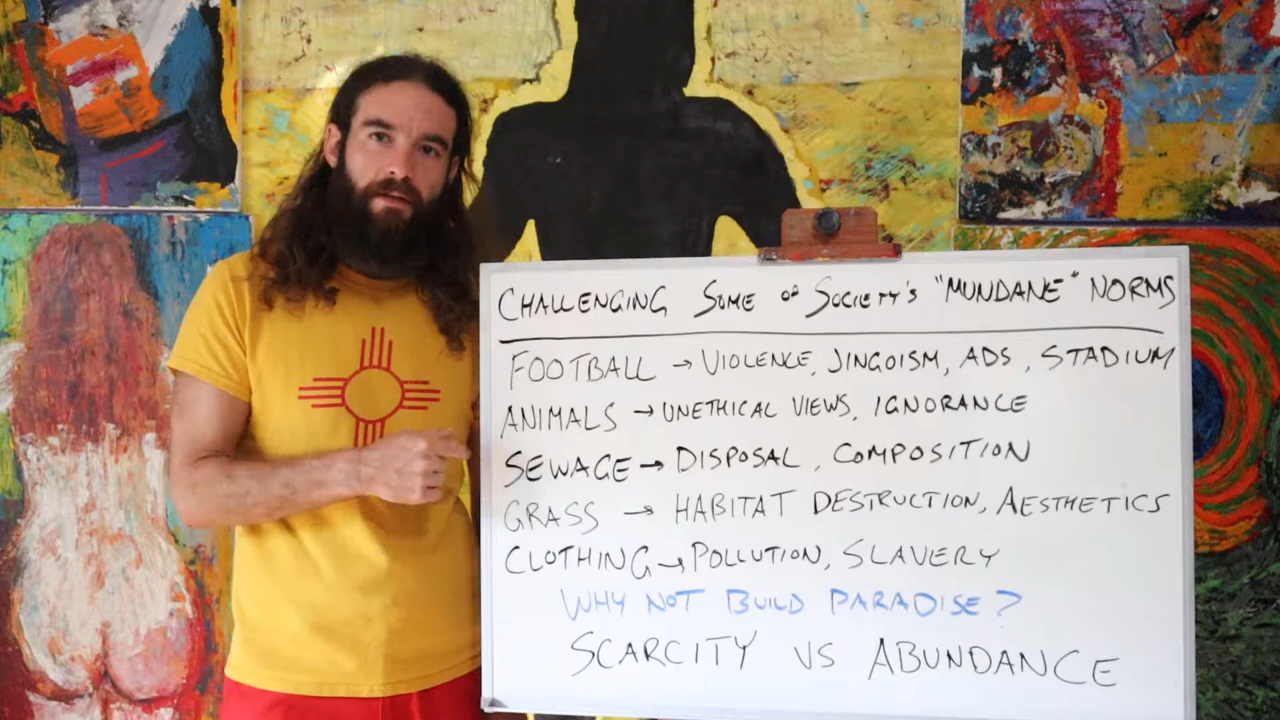 CHALLENGING SOME OF SOCIETY'S "MUNDANE" NORMS
FOOTBALL → VIOLENCE, JINGOISM, ADS, STADIUM
ANIMALS → UNETHICAL VIEWS, IGNORANCE
SEWAGE → DISPOSAL, COMPOSITION
GRASS → HABITAT DESTRUCTION, AESTHETICS
CLOTHING → POLLUTION, SLAVERY
WHY NOT BUILD PARADISE?
SCARCITY VS ABUNDANCE